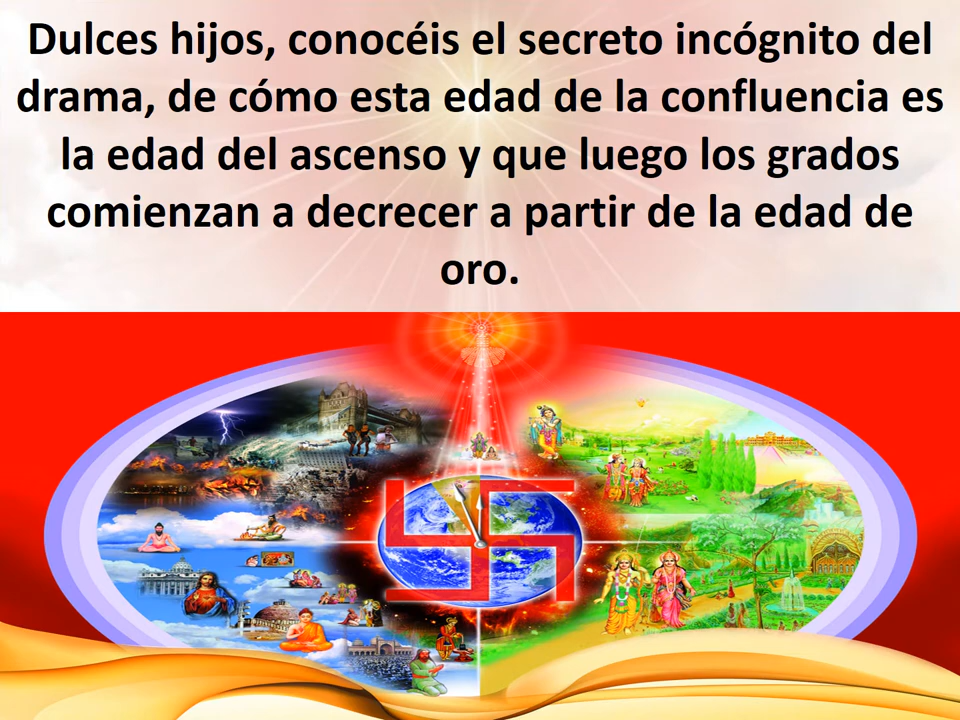 Dulces hijos, conocéis el secreto incógnito del
drama, de cómo esta edad de la confluencia es
la edad del ascenso y que luego los grados
comienzan a decrecer a partir de la edad de
oro.